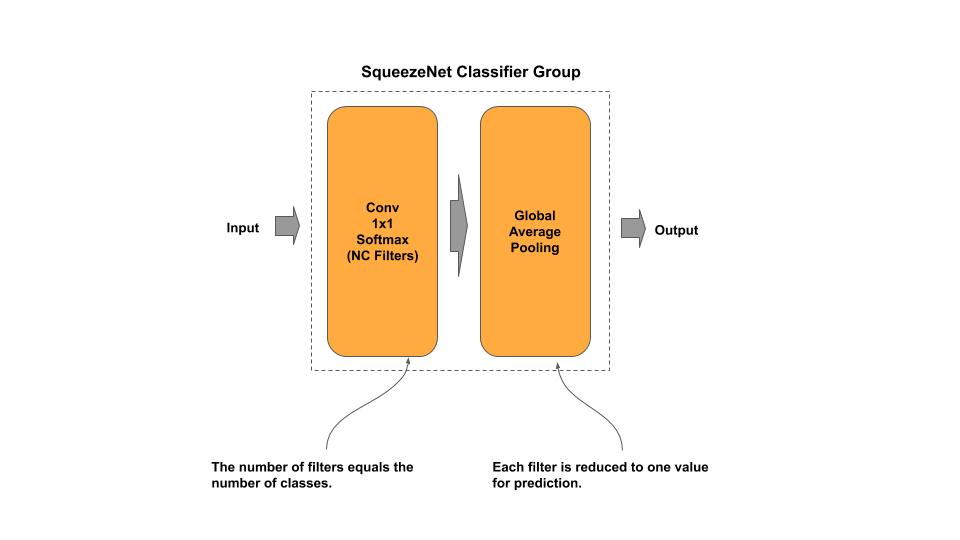 SqueezeNet Classifier Group
Input
Conv
1x1
Softmax
(NC Filters)
Global
Average
Pooling
Output
The number of filters equals the
number of classes.
Each filter is reduced to one value
for prediction.